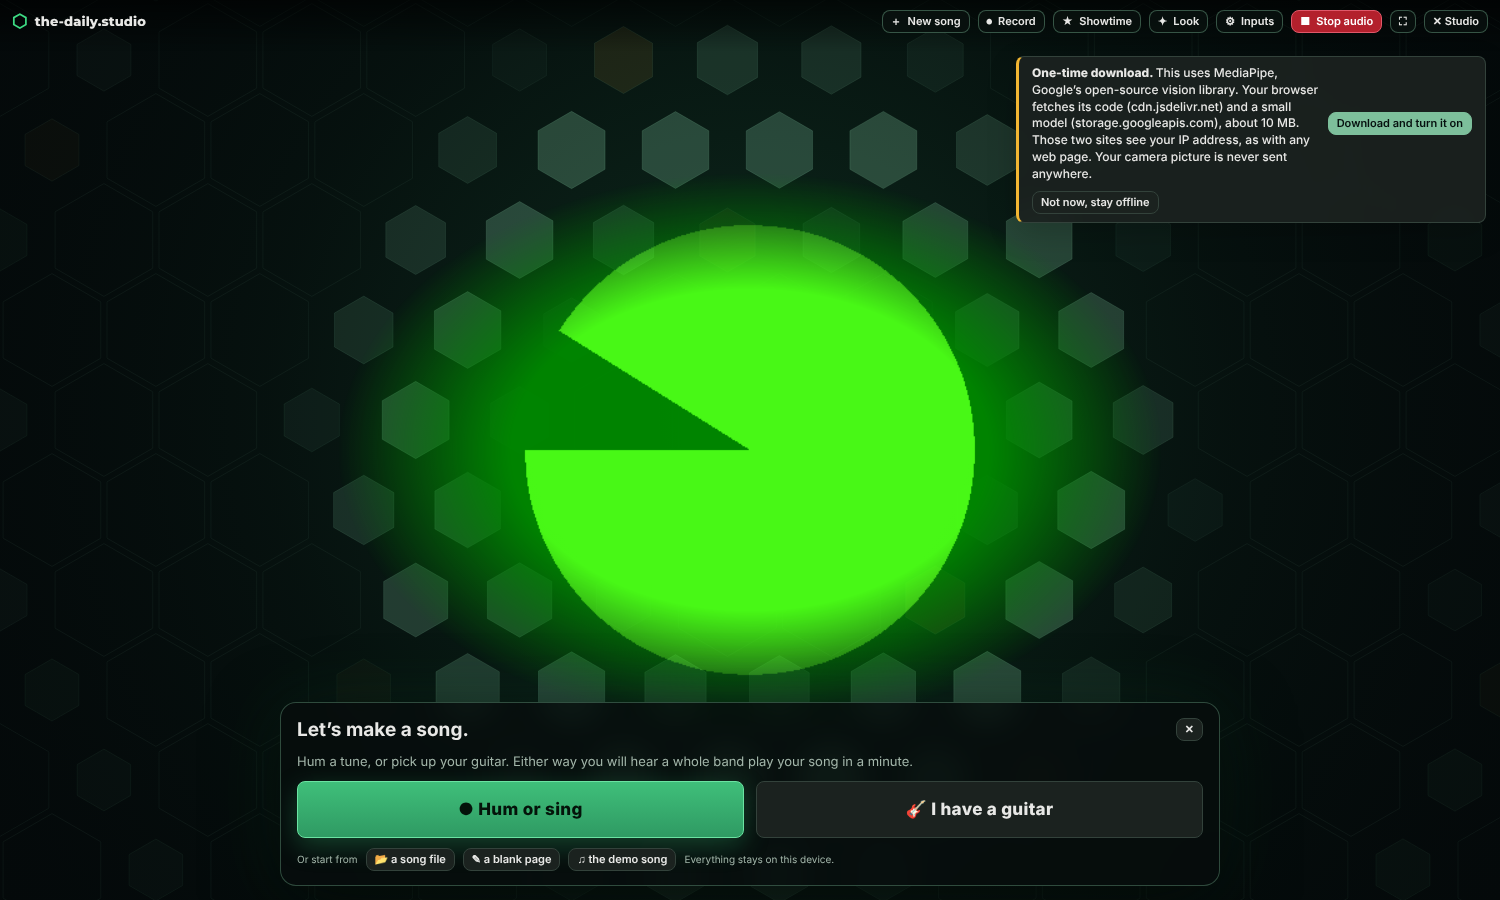 the-daily.studio
+ New song
● Record
★ Showtime
✦ Look
⚙ Inputs
■ Stop audio
✕ Studio
One-time download. This uses MediaPipe,
Google's open-source vision library. Your browser
fetches its code (cdn.jsdelivr.net) and a small
model (storage.googleapis.com), about 10 MB.
Those two sites see your IP address, as with any
web page. Your camera picture is never sent
anywhere.
Download and turn it on
Not now, stay offline
Let's make a song.
Hum a tune, or pick up your guitar. Either way you will hear a whole band play your song in a minute.
● Hum or sing
🎸 I have a guitar
Or start from
📂 a song file
✎ a blank page
♫ the demo song
Everything stays on this device.